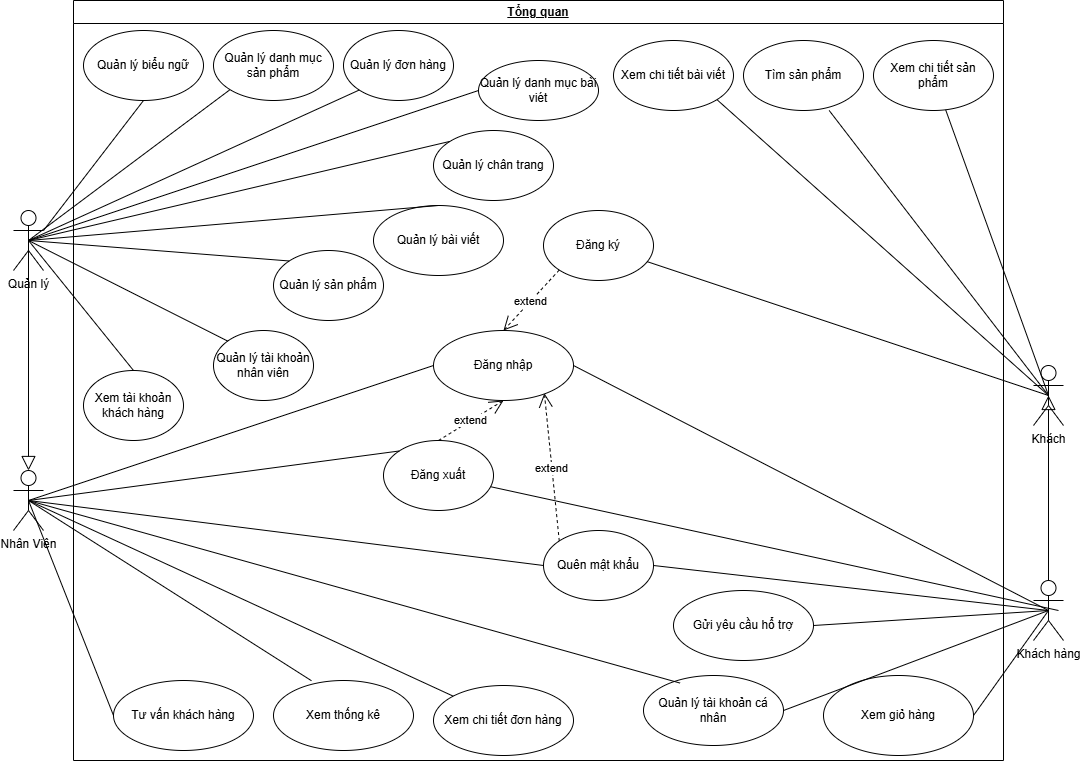 Tổng quan
Quản lý biểu ngữ
Quản lý danh mục
sản phẩm
Quản lý đơn hàng
Quản lý danh mục bài
viét
Xem chi tiết bài viết
Tìm sản phẩm
Xem chi tiết sản
phẩm
Quản lý chân trang
Quản lý bài viết
Đăng ký
Quản lý
Quản lý sản phẩm
extend
Quản lý tài khoản
nhân viên
Đăng nhập
Xem tài khoản
khách hàng
extend
Khách
Đăng xuất
extend
Nhân Viên
Quên mật khẩu
Gửi yêu cầu hổ trợ
Khách hàng
Tư vấn khách hàng
Xem thống kê
Xem chi tiết đơn hàng
Quản lý tài khoản cá
nhân
Xem giỏ hàng